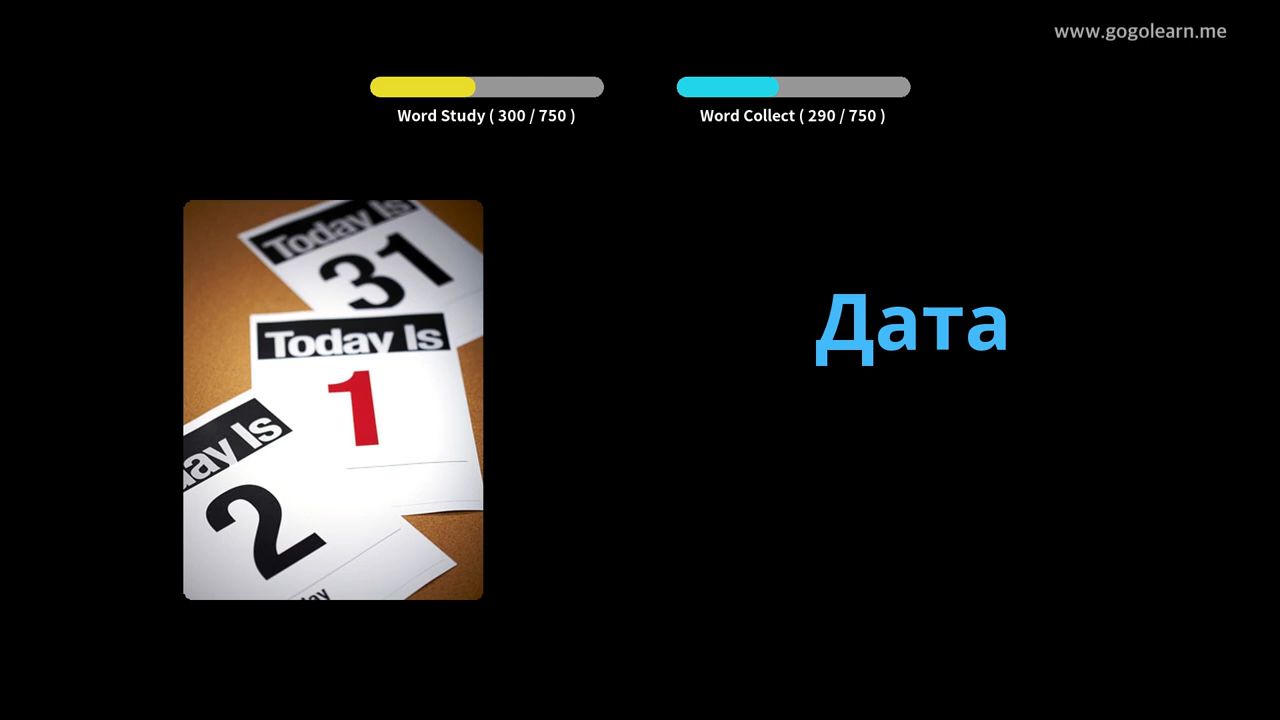 www.gogolearn.me
Word Study ( 300 / 750 )
Word Collect ( 290 / 750 )
Today Is
31
Today Is
1
Дата
ay Is
2
ay